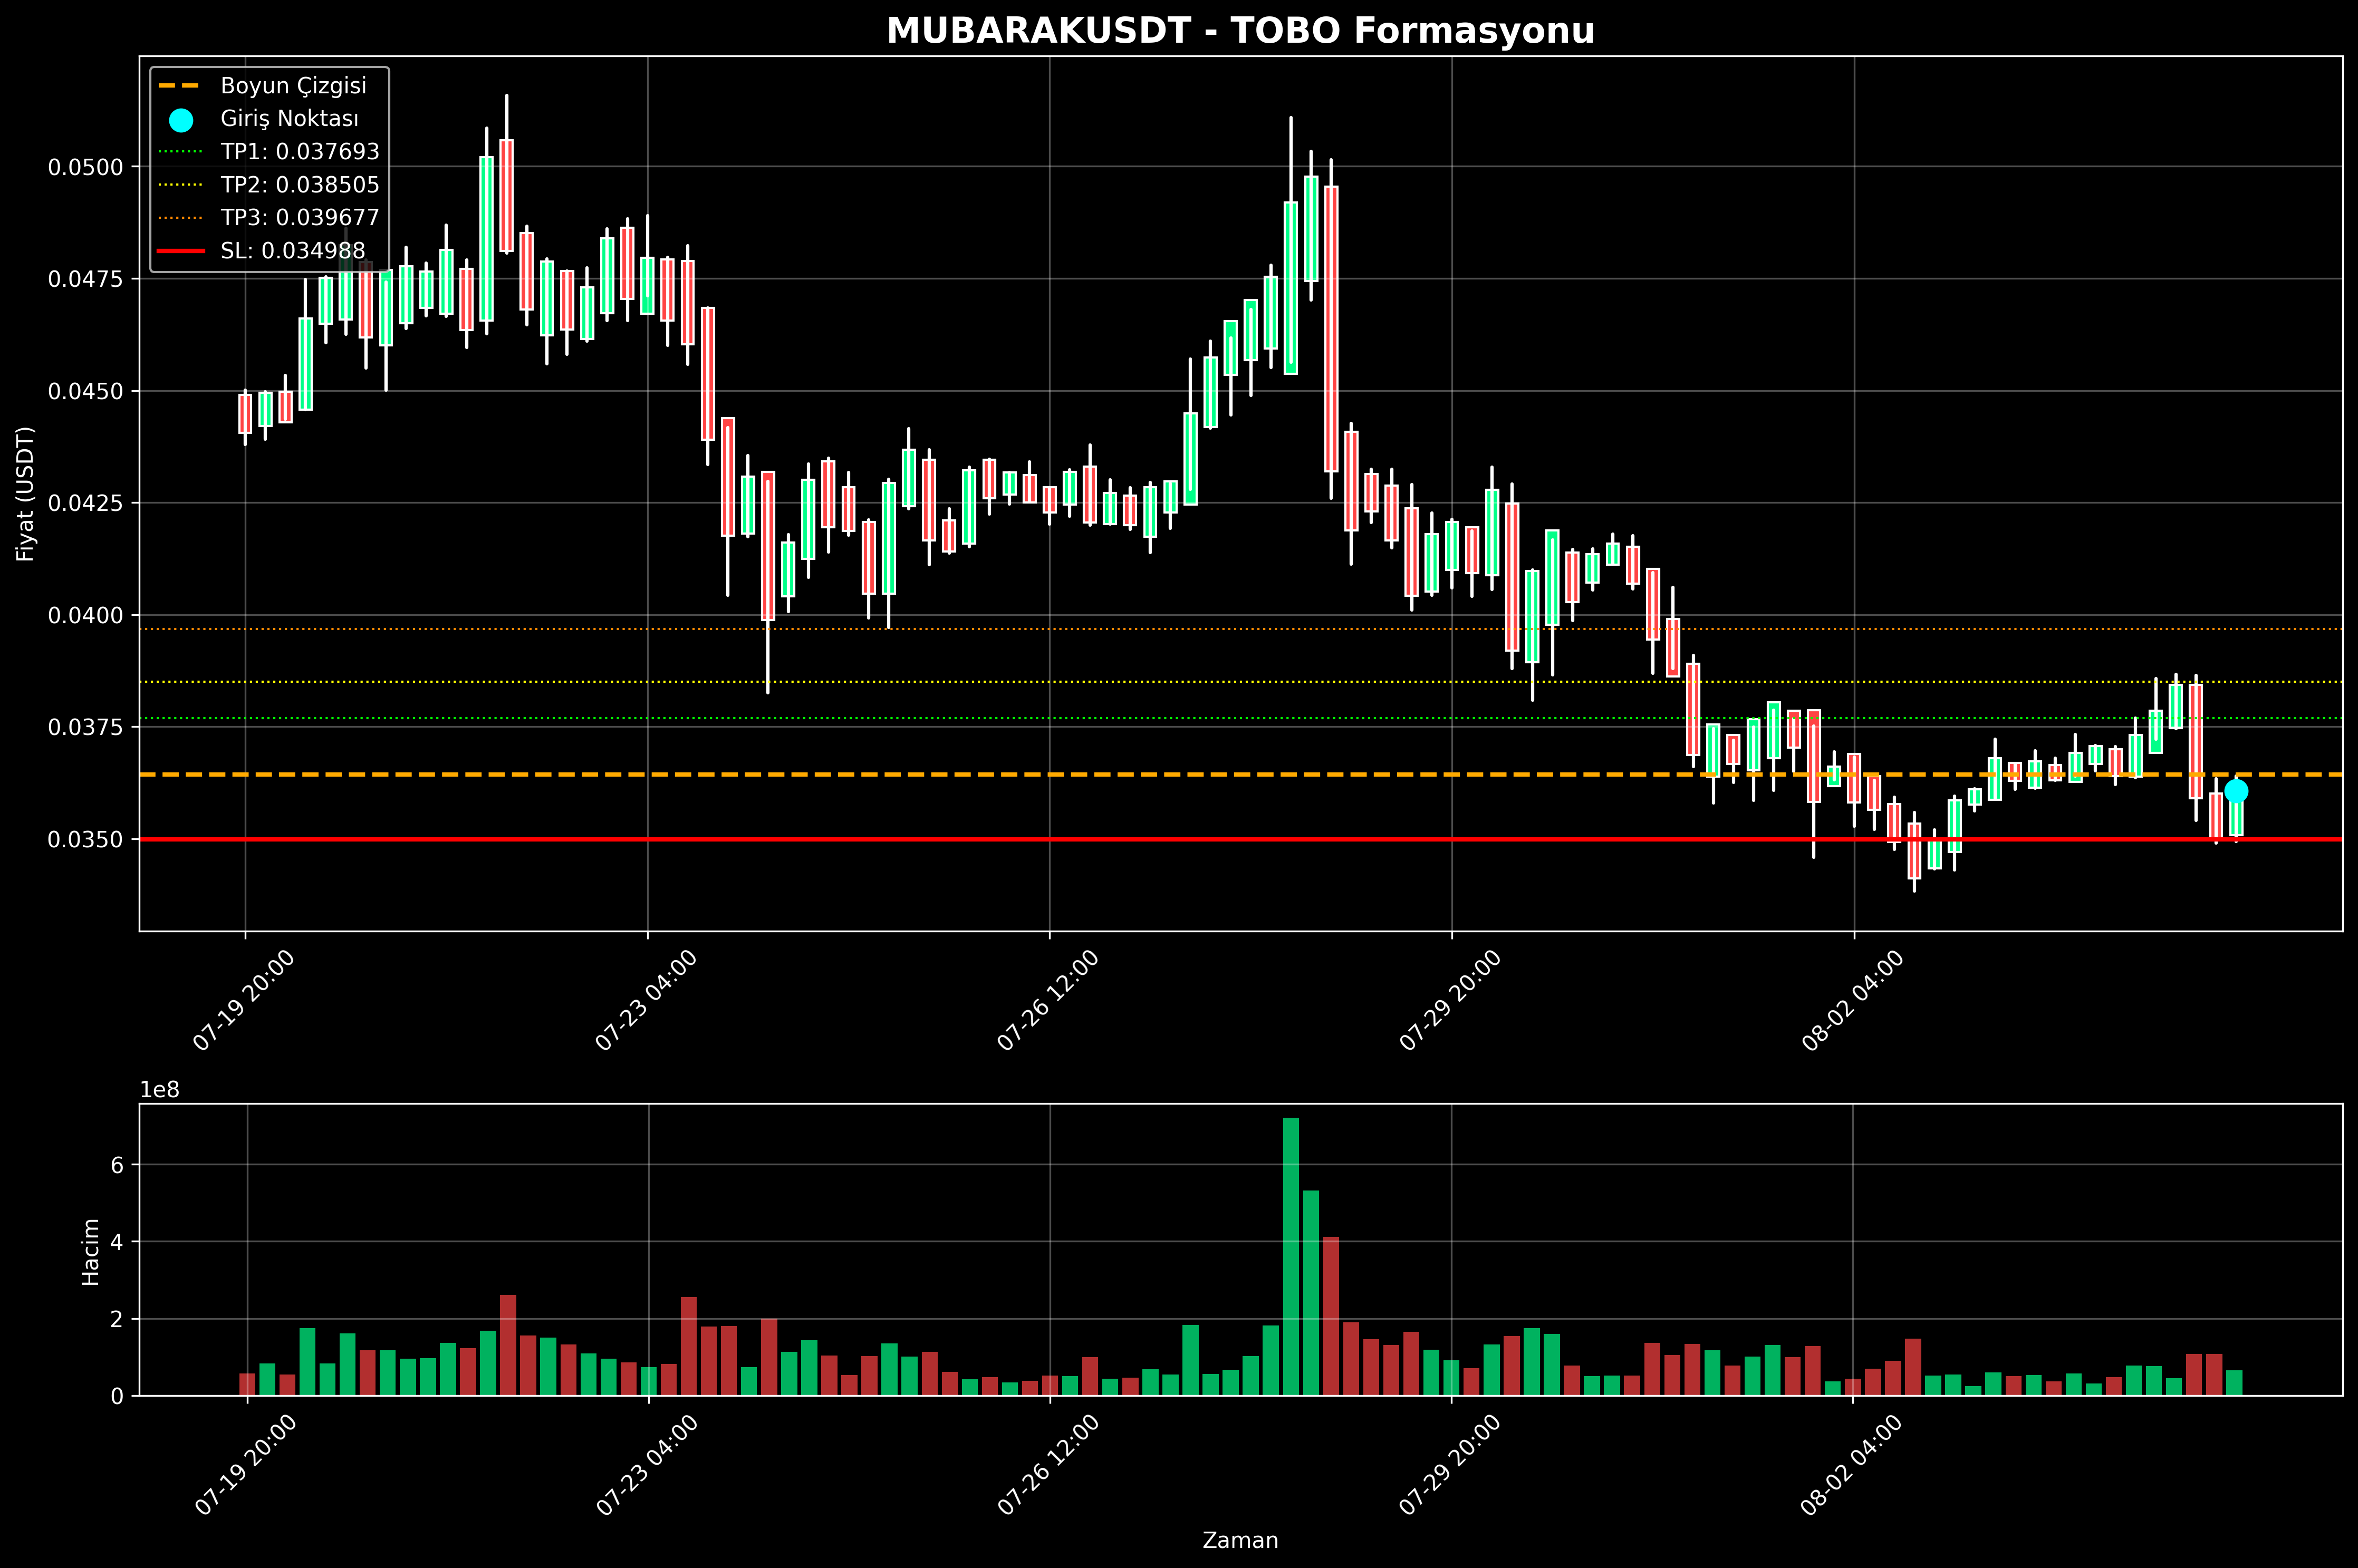 MUBARAKUSDT - TOBO Formasyonu
Boyun Çizgisi
Giriş Noktası
TP1: 0.037693
TP2: 0.038505
TP3: 0.039677
SL: 0.034988
Fiyat (USDT)
0.0500
0.0475
0.0450
0.0425
0.0400
0.0375
0.0350
07-19 20:00
07-23 04:00
07-26 12:00
07-29 20:00
08-02 04:00
1e8
Hacim
6
4
2
0
07-19 20:00
07-23 04:00
07-26 12:00
07-29 20:00
08-02 04:00
Zaman